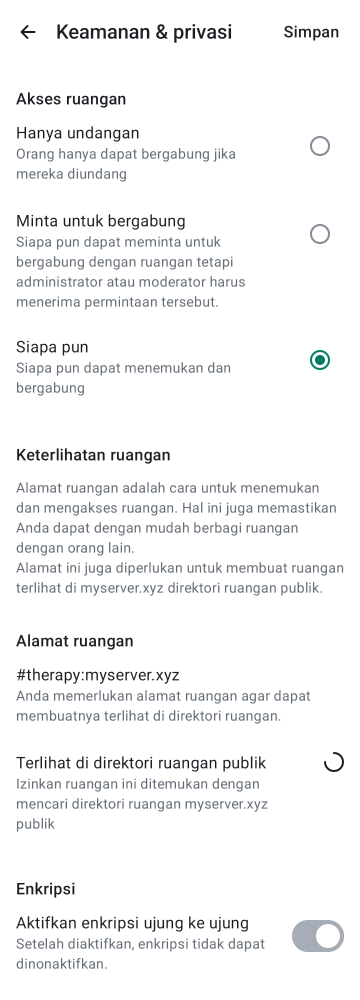 Keamanan & privasi
Simpan
Akses ruangan
Hanya undangan
Orang hanya dapat bergabung jika
mereka diundang
Minta untuk bergabung
Siapa pun dapat meminta untuk
bergabung dengan ruangan tetapi
administrator atau moderator harus
menerima permintaan tersebut.
Siapa pun
Siapa pun dapat menemukan dan
bergabung
Keterlihatan ruangan
Alamat ruangan adalah cara untuk menemukan
dan mengakses ruangan. Hal ini juga memastikan
Anda dapat dengan mudah berbagi ruangan
dengan orang lain.
Alamat ini juga diperlukan untuk membuat ruangan
terlihat di myserver.xyz direktori ruangan publik.
Alamat ruangan
#therapy:myserver.xyz
Anda memerlukan alamat ruangan agar dapat
membuatnya terlihat di direktori ruangan.
Terlihat di direktori ruangan publik
Izinkan ruangan ini ditemukan dengan
mencari direktori ruangan myserver.xyz
publik
Enkripsi
Aktifkan enkripsi ujung ke ujung
Setelah diaktifkan, enkripsi tidak dapat
dinonaktifkan.